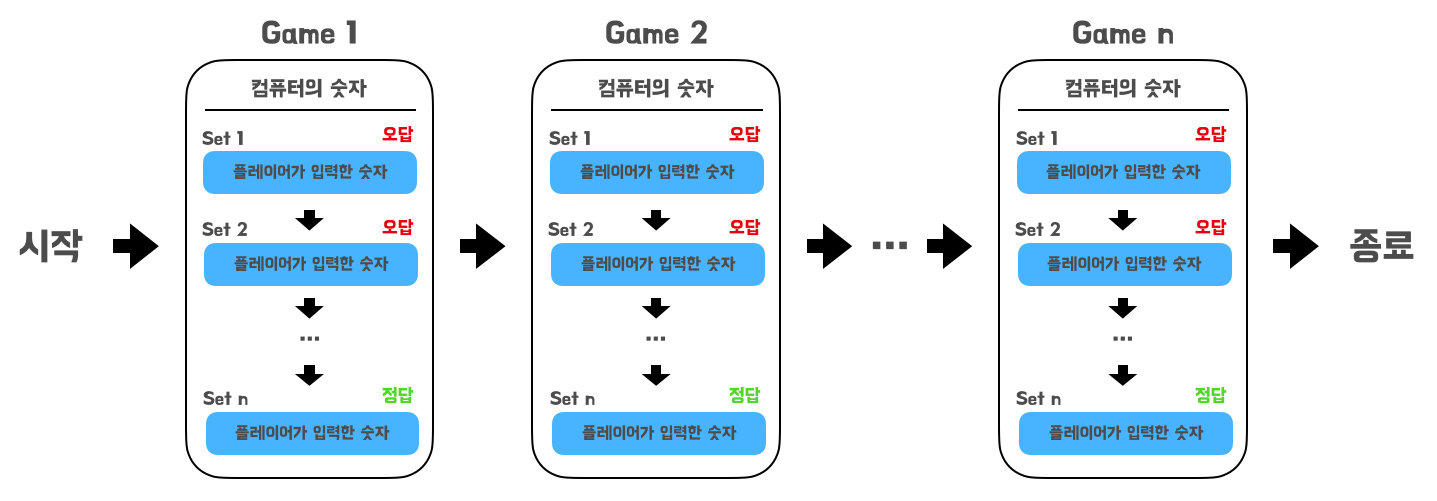 시작
Game 1
컴퓨터의 숫자
Set 1
오답
플레이어가 입력한 숫자
Set 2
오답
플레이어가 입력한 숫자
...
Set n
정답
플레이어가 입력한 숫자
Game 2
컴퓨터의 숫자
Set 1
오답
플레이어가 입력한 숫자
Set 2
오답
플레이어가 입력한 숫자
...
Set n
정답
플레이어가 입력한 숫자
...
Game n
컴퓨터의 숫자
Set 1
오답
플레이어가 입력한 숫자
Set 2
오답
플레이어가 입력한 숫자
...
Set n
정답
플레이어가 입력한 숫자
종료